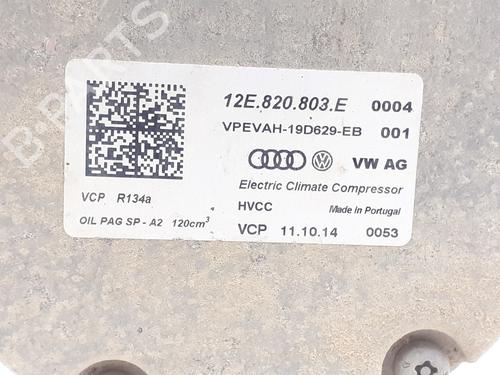 B-PARTS
12E.820.803.E 0004
VPEVAH-19D629-EB 001
VW AG
Electric Climate Compressor
VCP R134a HVCC Made in Portugal
OIL PAG SP - A2 120cm³ VCP 11.10.14 0053